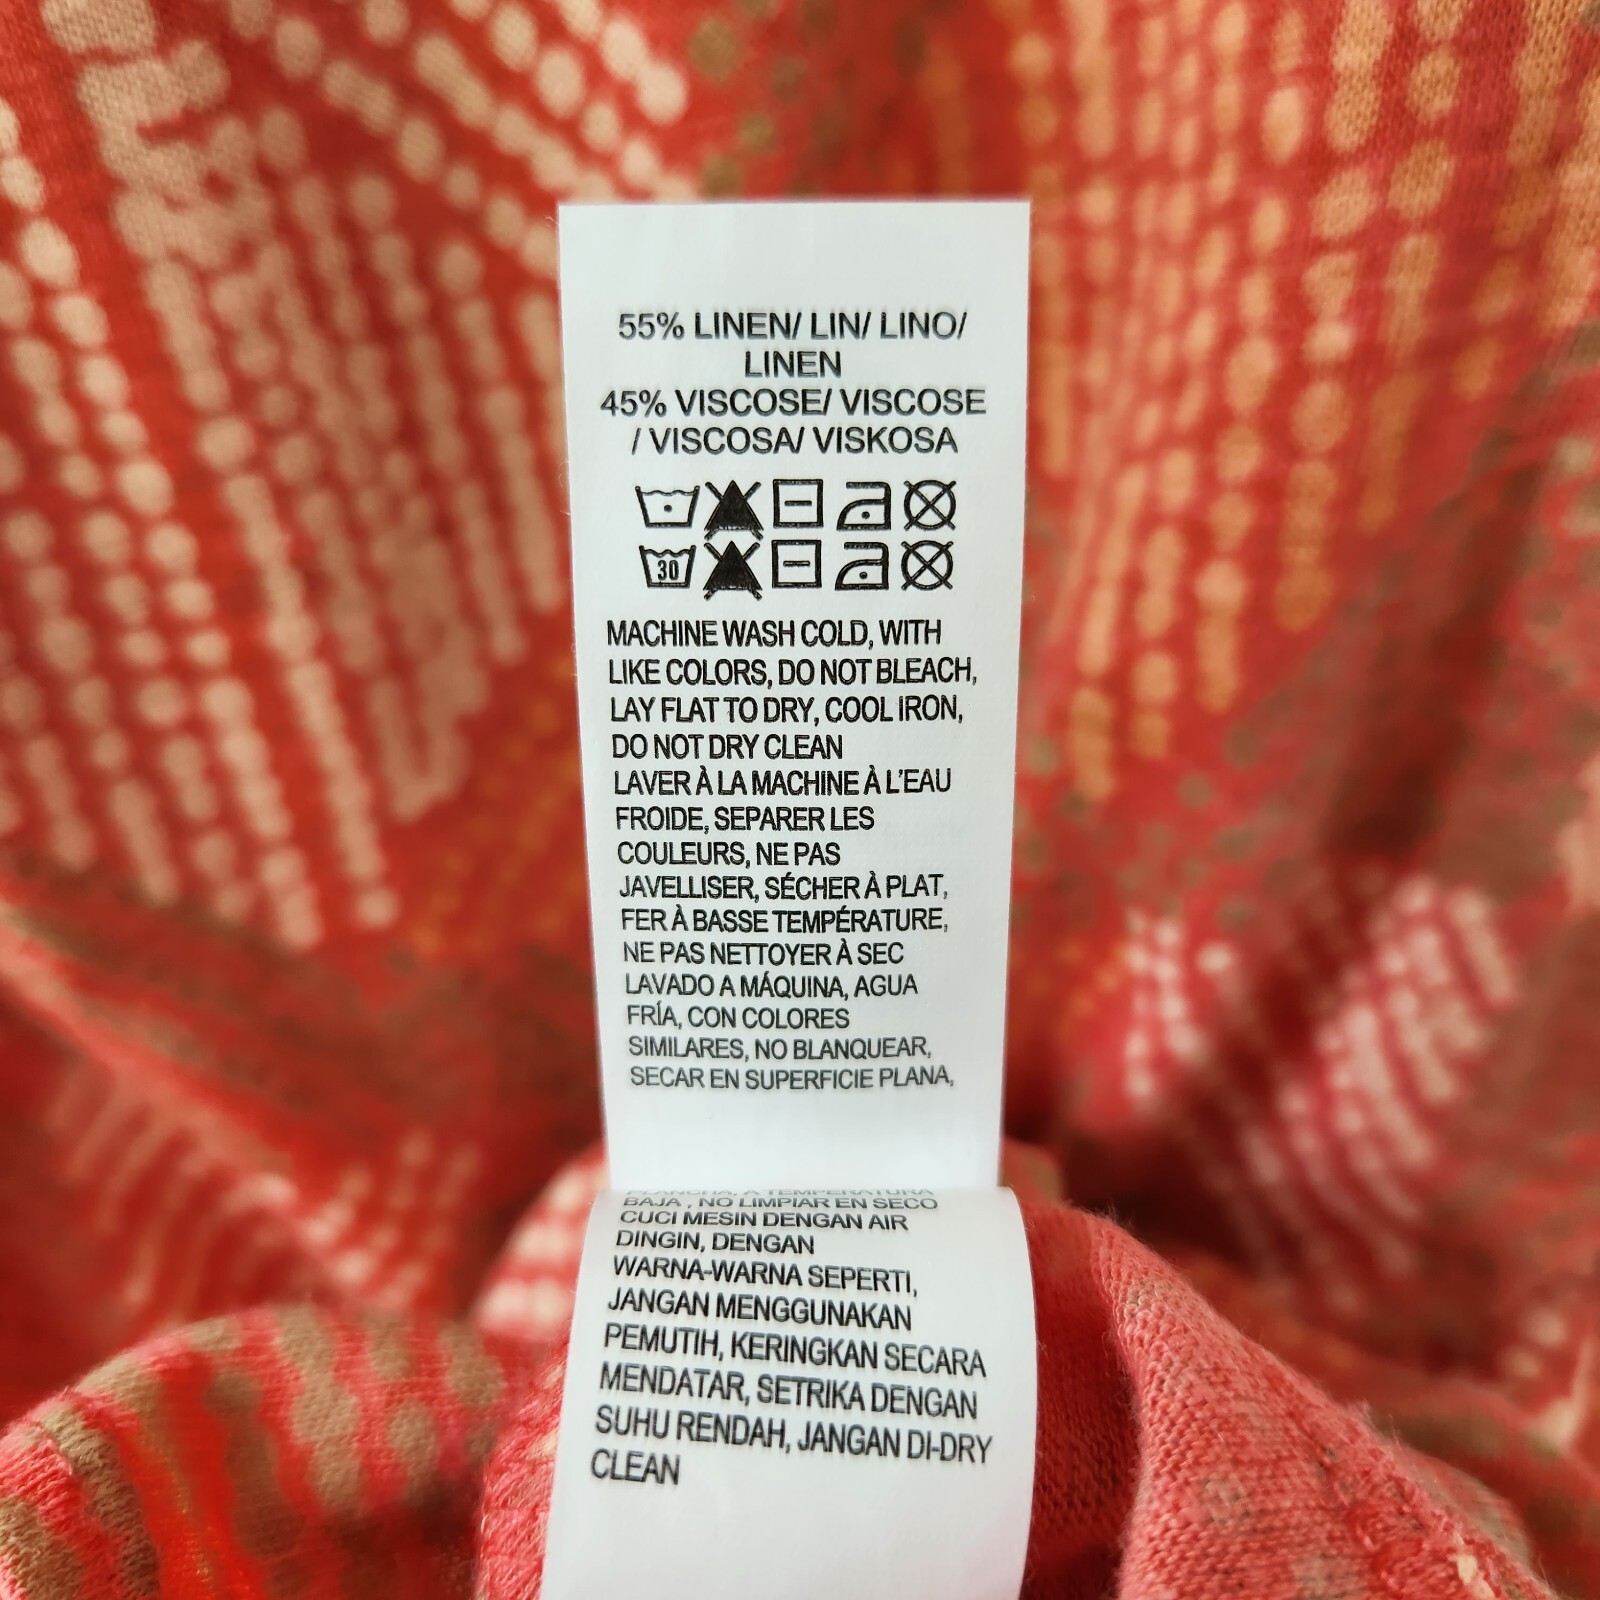 55% LINEN/ LIN/ LINO/
LINEN
45% VISCOSE/ VISCOSE
/ VISCOSA/ VISKOSA
30
MACHINE WASH COLD, WITH
LIKE COLORS, DO NOT BLEACH,
LAY FLAT TO DRY, COOL IRON,
DO NOT DRY CLEAN
LAVER À LA MACHINE À L'EAU
FROIDE, SEPARER LES
COULEURS, NE PAS
JAVELLISER, SÉCHER À PLAT,
FER À BASSE TEMPÉRATURE,
NE PAS NETTOYER À SEC
LAVADO A MÁQUINA, AGUA
FRÍA, CON COLORES
SIMILARES, NO BLANQUEAR,
SECAR EN SUPERFICIE PLANA,
PLANCHA, A TEMPERATURA
BAJA , NO LIMPIAR EN SECO
CUCI MESIN DENGAN AIR
DINGIN, DENGAN
WARNA-WARNA SEPERTI,
JANGAN MENGGUNAKAN
PEMUTIH, KERINGKAN SECARA
MENDATAR, SETRIKA DENGAN
SUHU RENDAH, JANGAN DI-DRY
CLEAN